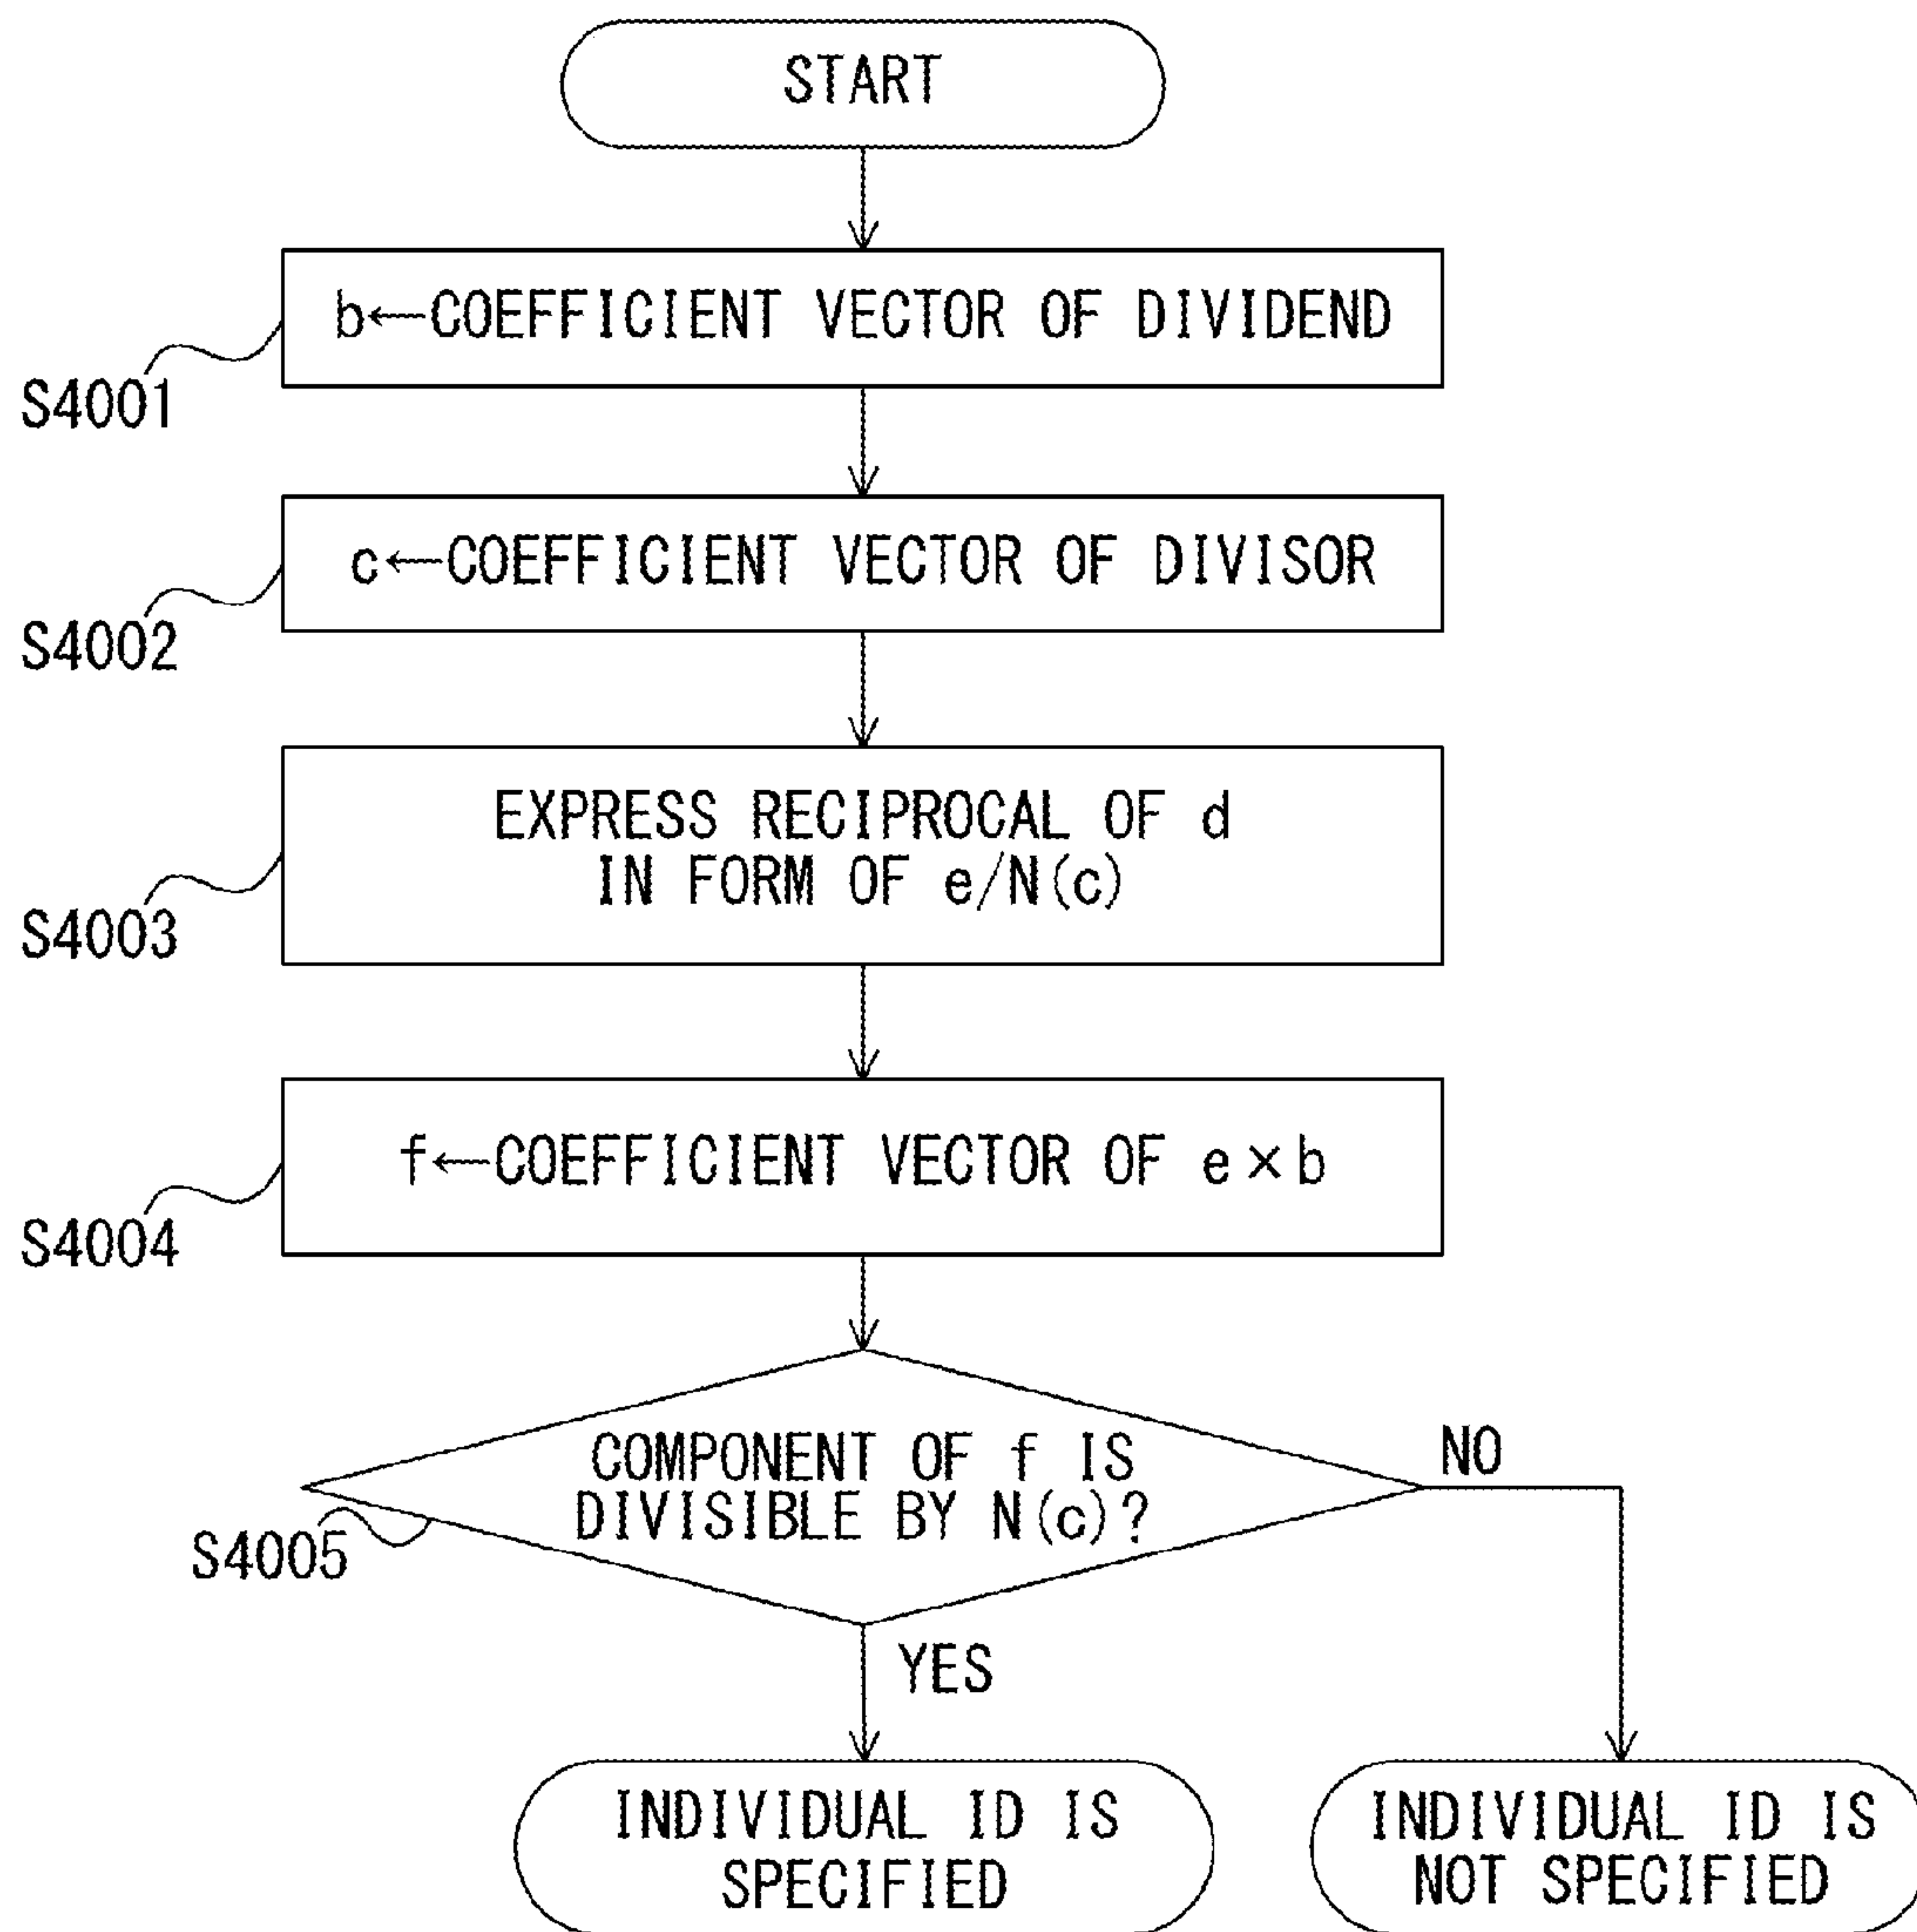 START
b←COEFFICIENT VECTOR OF DIVIDEND
S4001
c←COEFFICIENT VECTOR OF DIVISOR
S4002
EXPRESS RECIPROCAL OF d
IN FORM OF e/N(c)
S4003
f←COEFFICIENT VECTOR OF e×b
S4004
COMPONENT OF f IS
DIVISIBLE BY N(c)?
NO
S4005
YES
INDIVIDUAL ID IS
SPECIFIED
INDIVIDUAL ID IS
NOT SPECIFIED